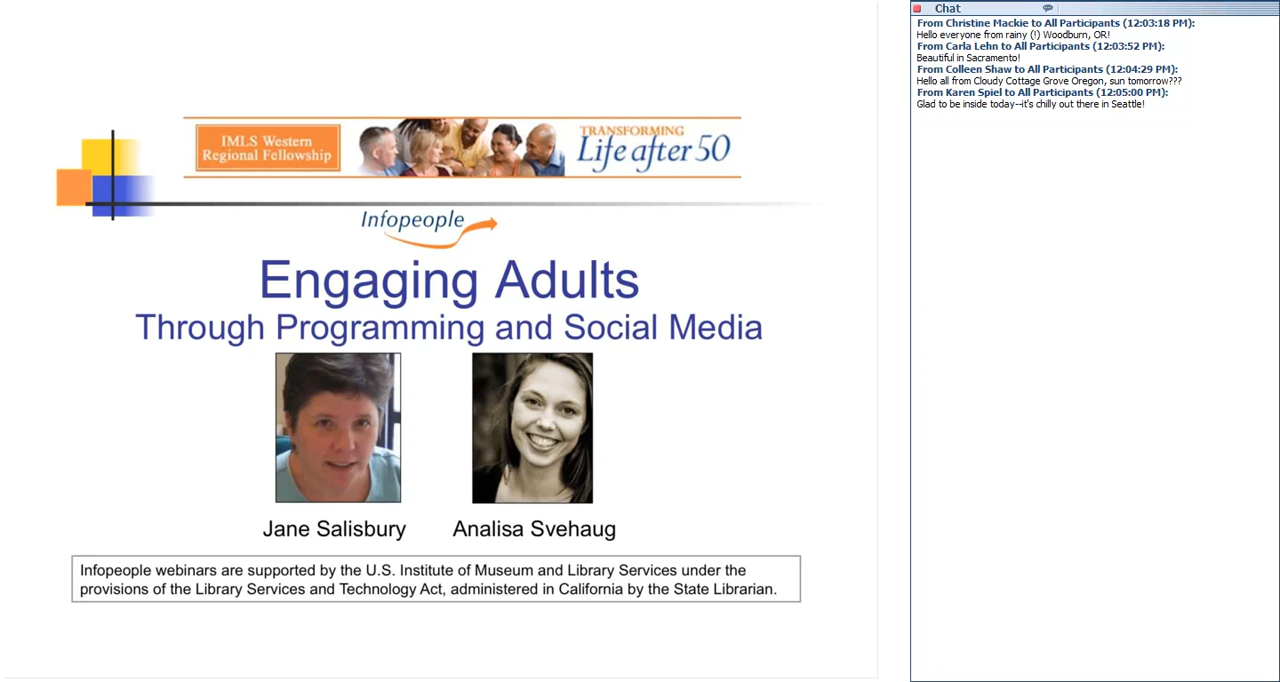 IMLS Western
Regional Fellowship
TRANSFORMING
Life after 50
Infopeople
Engaging Adults
Through Programming and Social Media
Jane Salisbury
Analisa Svehaug
Infopeople webinars are supported by the U.S. Institute of Museum and Library Services under the
provisions of the Library Services and Technology Act, administered in California by the State Librarian.
Chat
From Christine Mackie to All Participants (12:03:18 PM):
Hello everyone from rainy (!) Woodburn, OR!
From Carla Lehn to All Participants (12:03:52 PM):
Beautiful in Sacramento!
From Colleen Shaw to All Participants (12:04:29 PM):
Hello all from Cloudy Cottage Grove Oregon, sun tomorrow???
From Karen Spiel to All Participants (12:05:00 PM):
Glad to be inside today--it's chilly out there in Seattle!